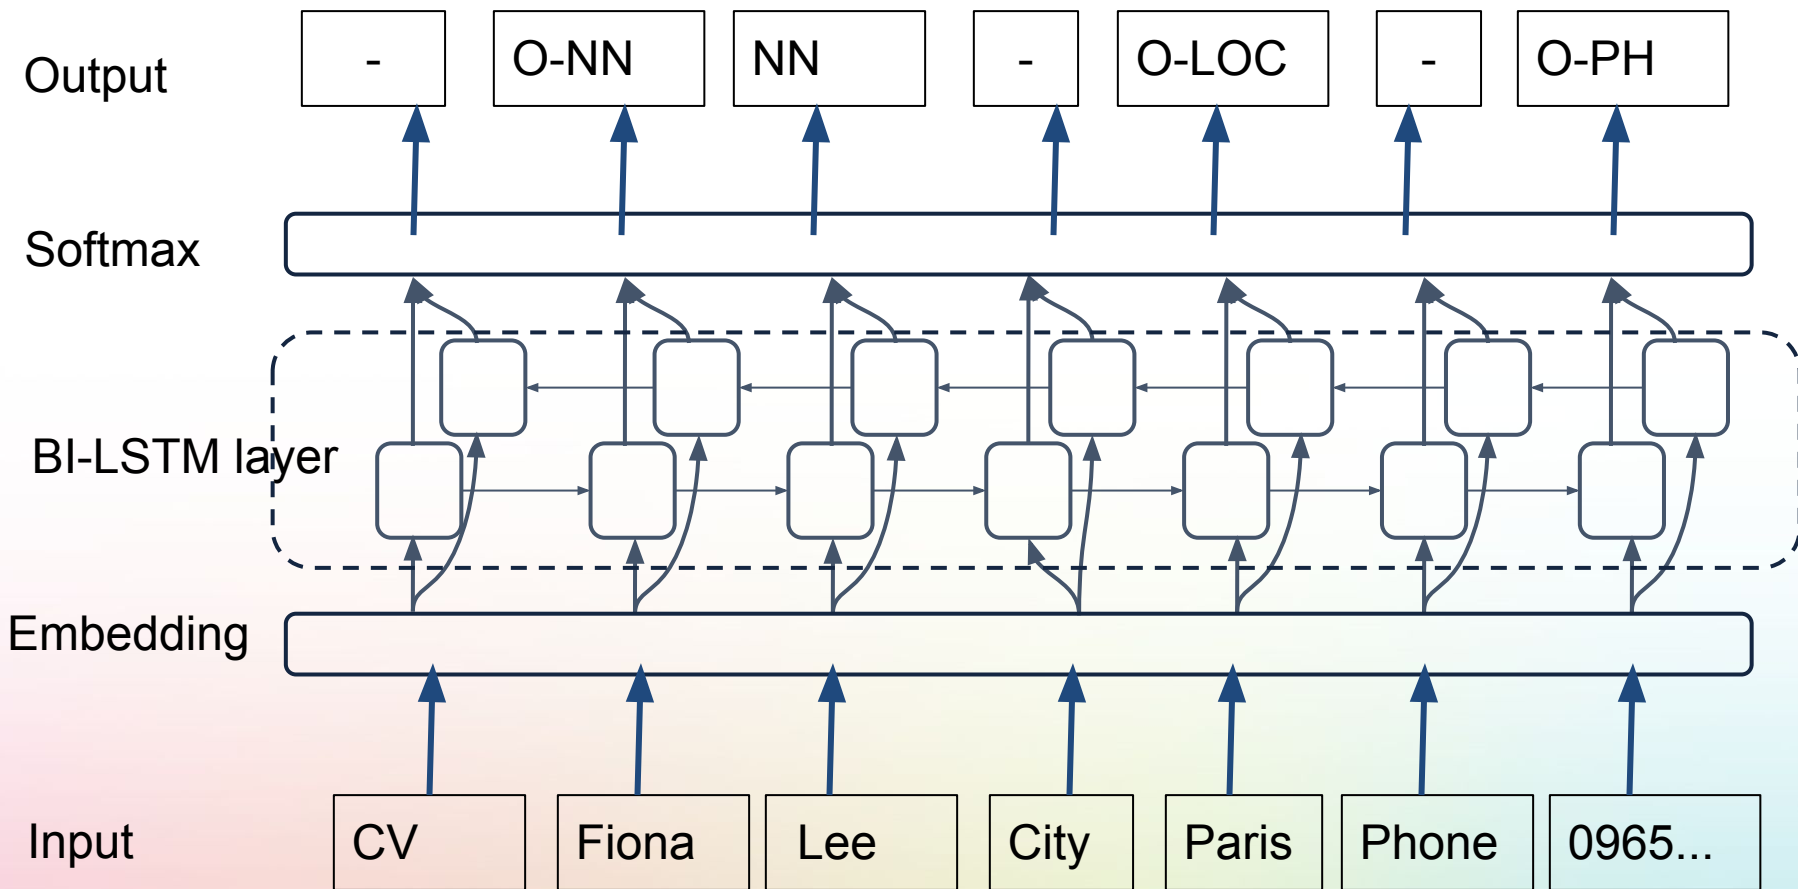 Output - O-NN NN - O-LOC - O-PH
Softmax
BI-LSTM layer
Embedding
Input CV Fiona Lee City Paris Phone 0965...